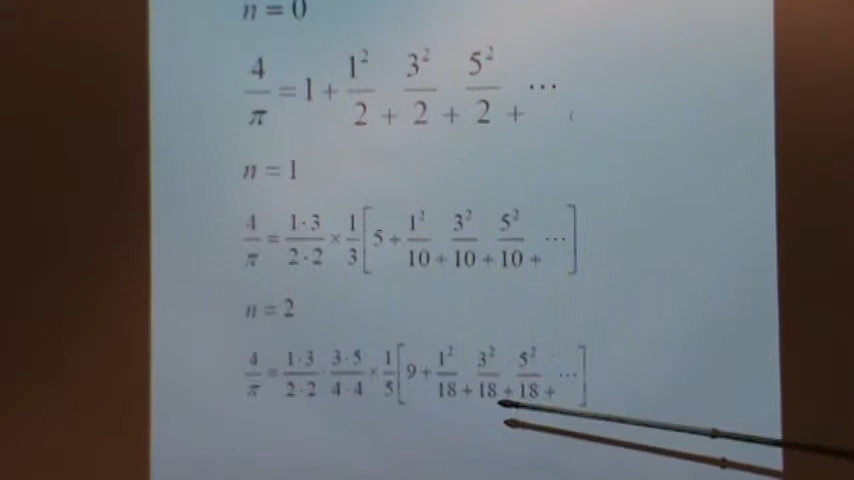 n = 0
4/π = 1 + 1²/2 + 3²/2 + 5²/2 + ⋯
n = 1
4/π = 1·3/2·2 × 1/3 [5 + 1²/10 + 3²/10 + 5²/10 + ⋯]
n = 2
4/π = 1·3/2·2 · 3·5/4·4 × 1/5 [9 + 1²/18 + 3²/18 + 5²/18 + ⋯]